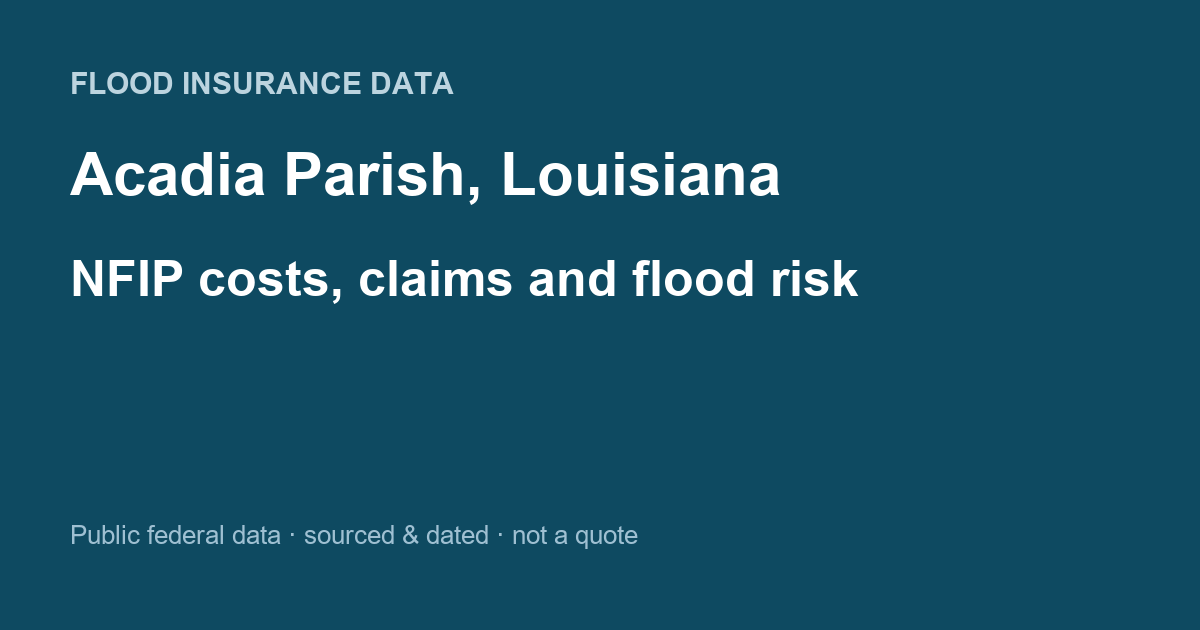 FLOOD INSURANCE DATA
Acadia Parish, Louisiana
NFIP costs, claims and flood risk
Public federal data · sourced & dated · not a quote